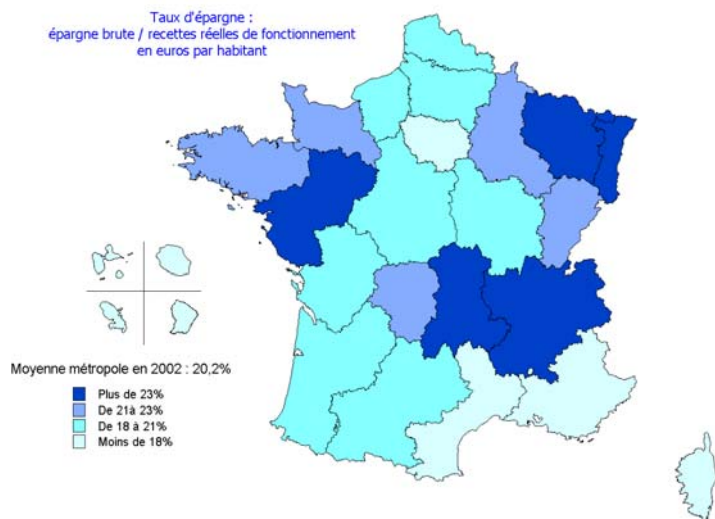 Taux d'épargne :
épargne brute / recettes réelles de fonctionnement
en euros par habitant
Moyenne métropole en 2002 : 20,2%
Plus de 23%
De 21à 23%
De 18 à 21%
Moins de 18%